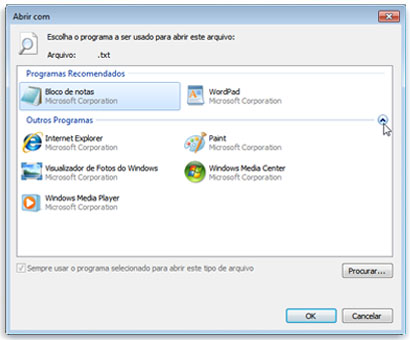 Abrir com
Escolha o programa a ser usado para abrir este arquivo:
Arquivo: .txt
Programas Recomendados
Bloco de notas
Microsoft Corporation
WordPad
Microsoft Corporation
Outros Programas
Internet Explorer
Microsoft Corporation
Paint
Microsoft Corporation
Visualizador de Fotos do Windows
Microsoft Corporation
Windows Media Center
Microsoft Corporation
Windows Media Player
Microsoft Corporation
Sempre usar o programa selecionado para abrir este tipo de arquivo
Procurar...
OK
Cancelar